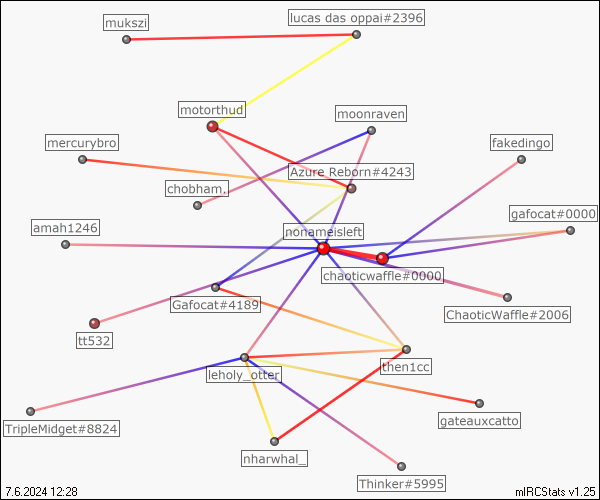 lucas das oppai#2396
mukszi
motorthud
moonraven
mercurybro
fakedingo
Azure_Reborn#4243
chobham.
gafocat#0000
amah1246
nonameisleft
chaoticwaffle#0000
Gafocat#4189
ChaoticWaffle#2006
tt532
then1cc
leholy_otter
gateauxcatto
TripleMidget#8824
nharwhal_
Thinker#5995
7.6.2024 12:28
mIRCStats v1.25